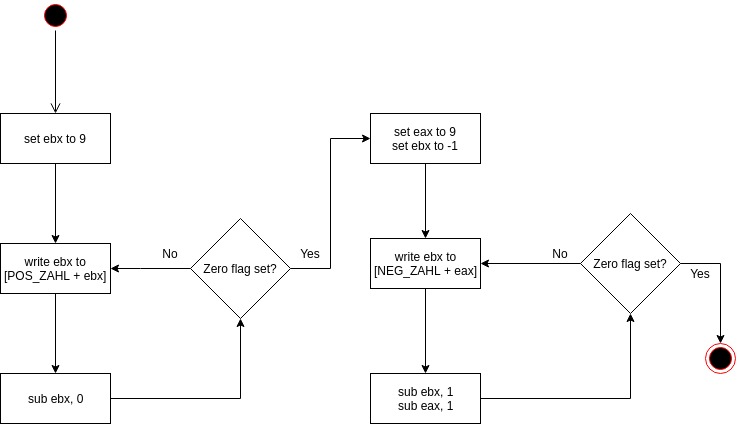 set ebx to 9
write ebx to
[POS_ZAHL + ebx]
sub ebx, 0
No
Zero flag set?
Yes
set eax to 9
set ebx to -1
write ebx to
[NEG_ZAHL + eax]
sub ebx, 1
sub eax, 1
No
Zero flag set?
Yes